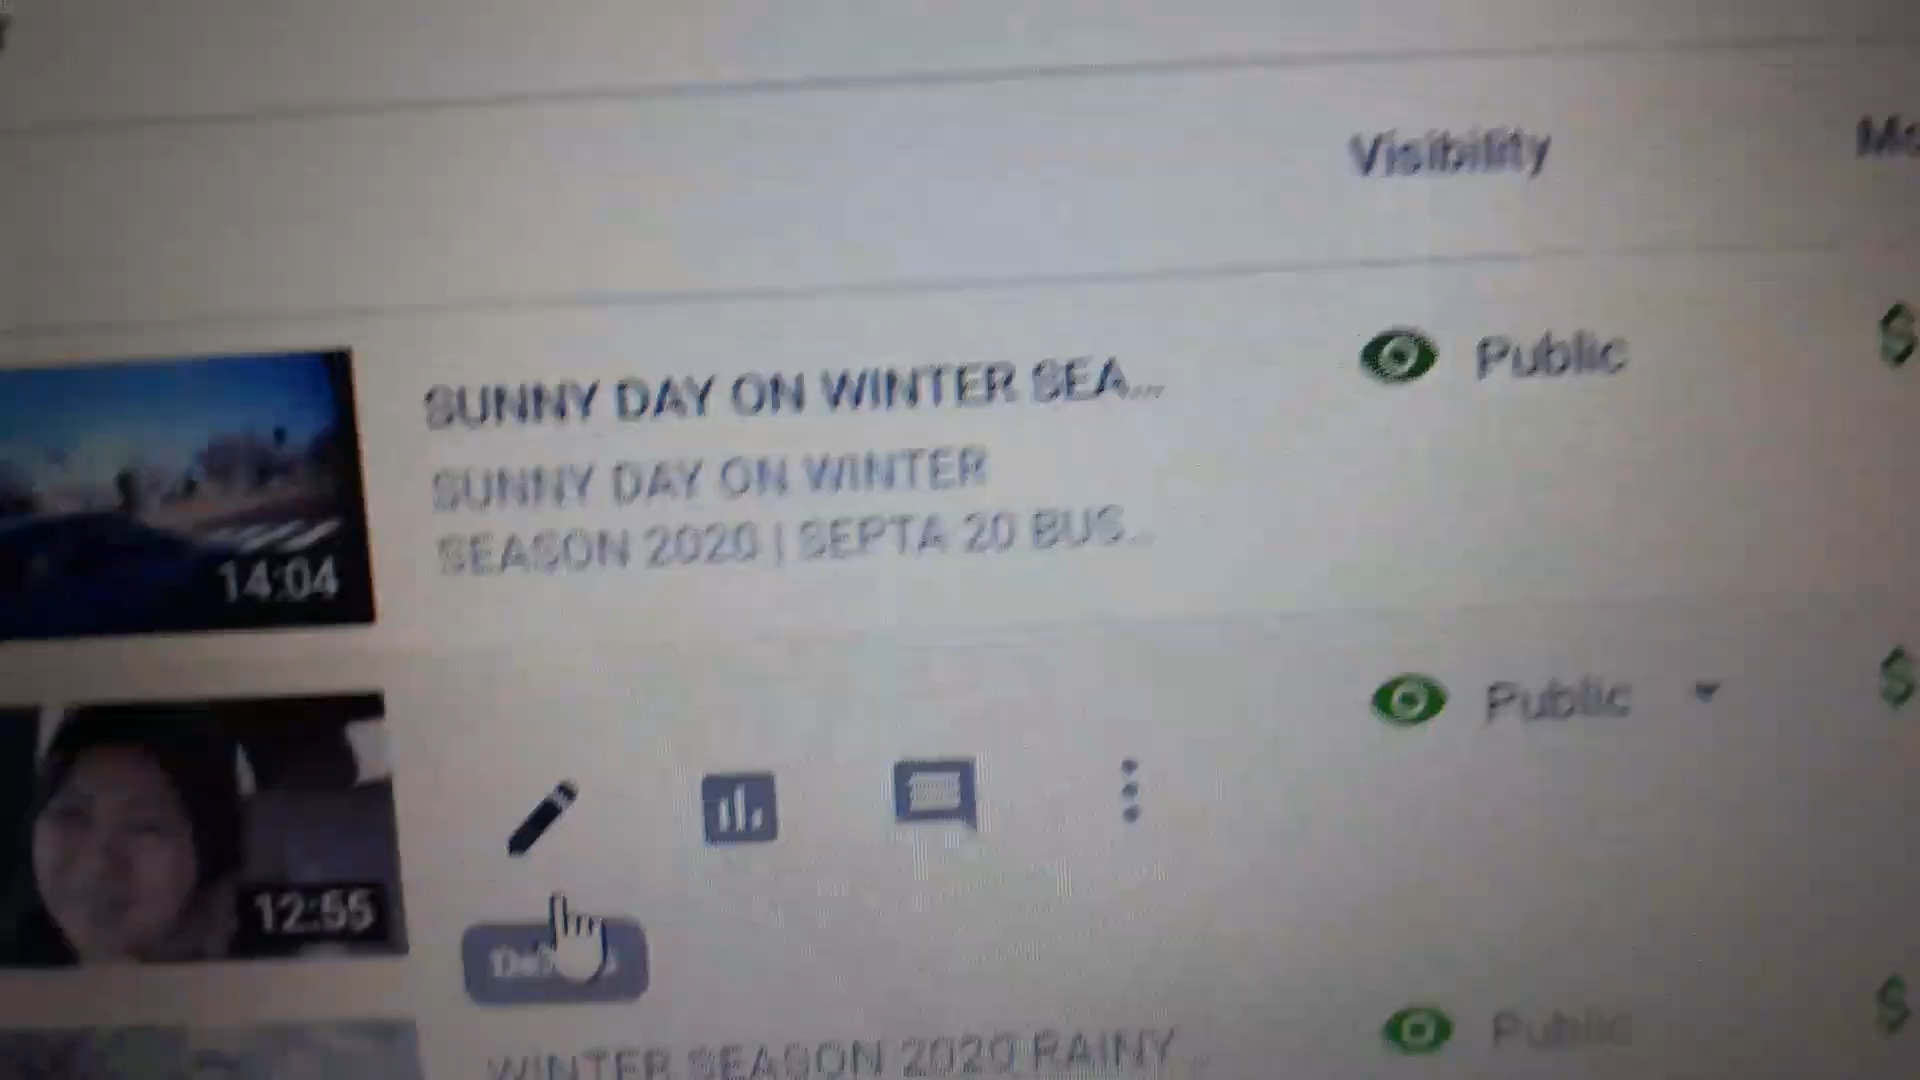 Visibility
SUNNY DAY ON WINTER SEA...
Public
$
SUNNY DAY ON WINTER
SEASON 2020 | SEPTA 20 BUS...
14:04
Public
$
12:55
WINTER SEASON 2020 RAINY...
Public
$